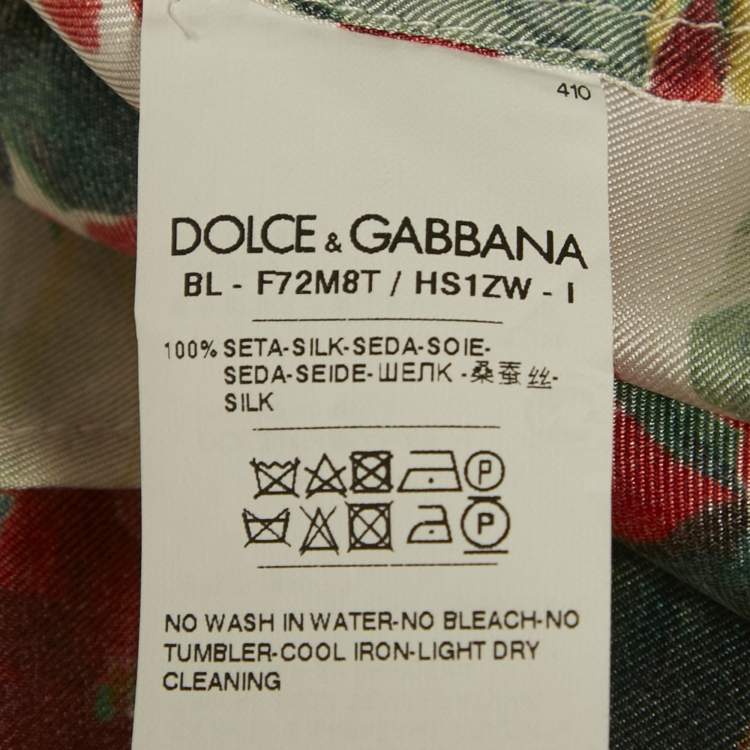 410
DOLCE & GABBANA
BL - F72M8T / HS1ZW - I
100% SETA-SILK-SEDA-SOIE-
SEDA-SEIDE-ШЕЛК -桑蚕丝-
SILK
P
P
NO WASH IN WATER-NO BLEACH-NO
TUMBLER-COOL IRON-LIGHT DRY
CLEANING